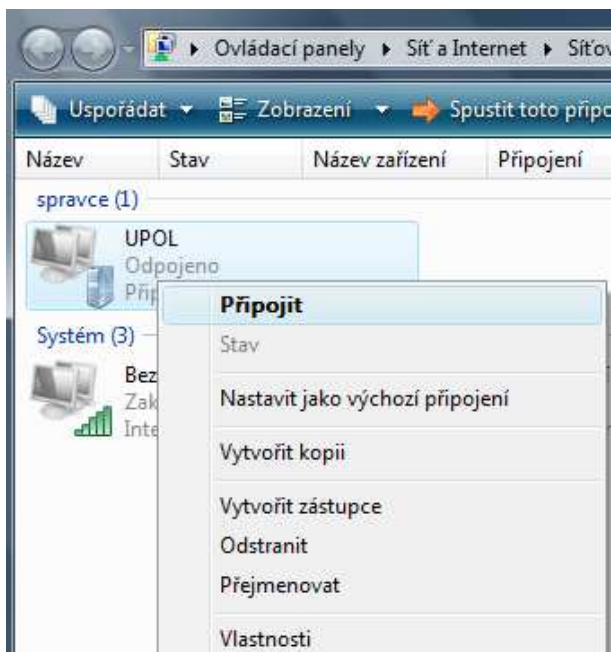 Ovládací panely Síť a Internet
Uspořádat Zobrazení Spustit toto
Název Stav Název zařízení Připojení
spravce (1)
UPOL
Odpojeno
Připojit
Stav
Systém (3)
Nastavit jako výchozí připojení
Vytvořit kopii
Vytvořit zástupce
Odstranit
Přejmenovat
Vlastnosti